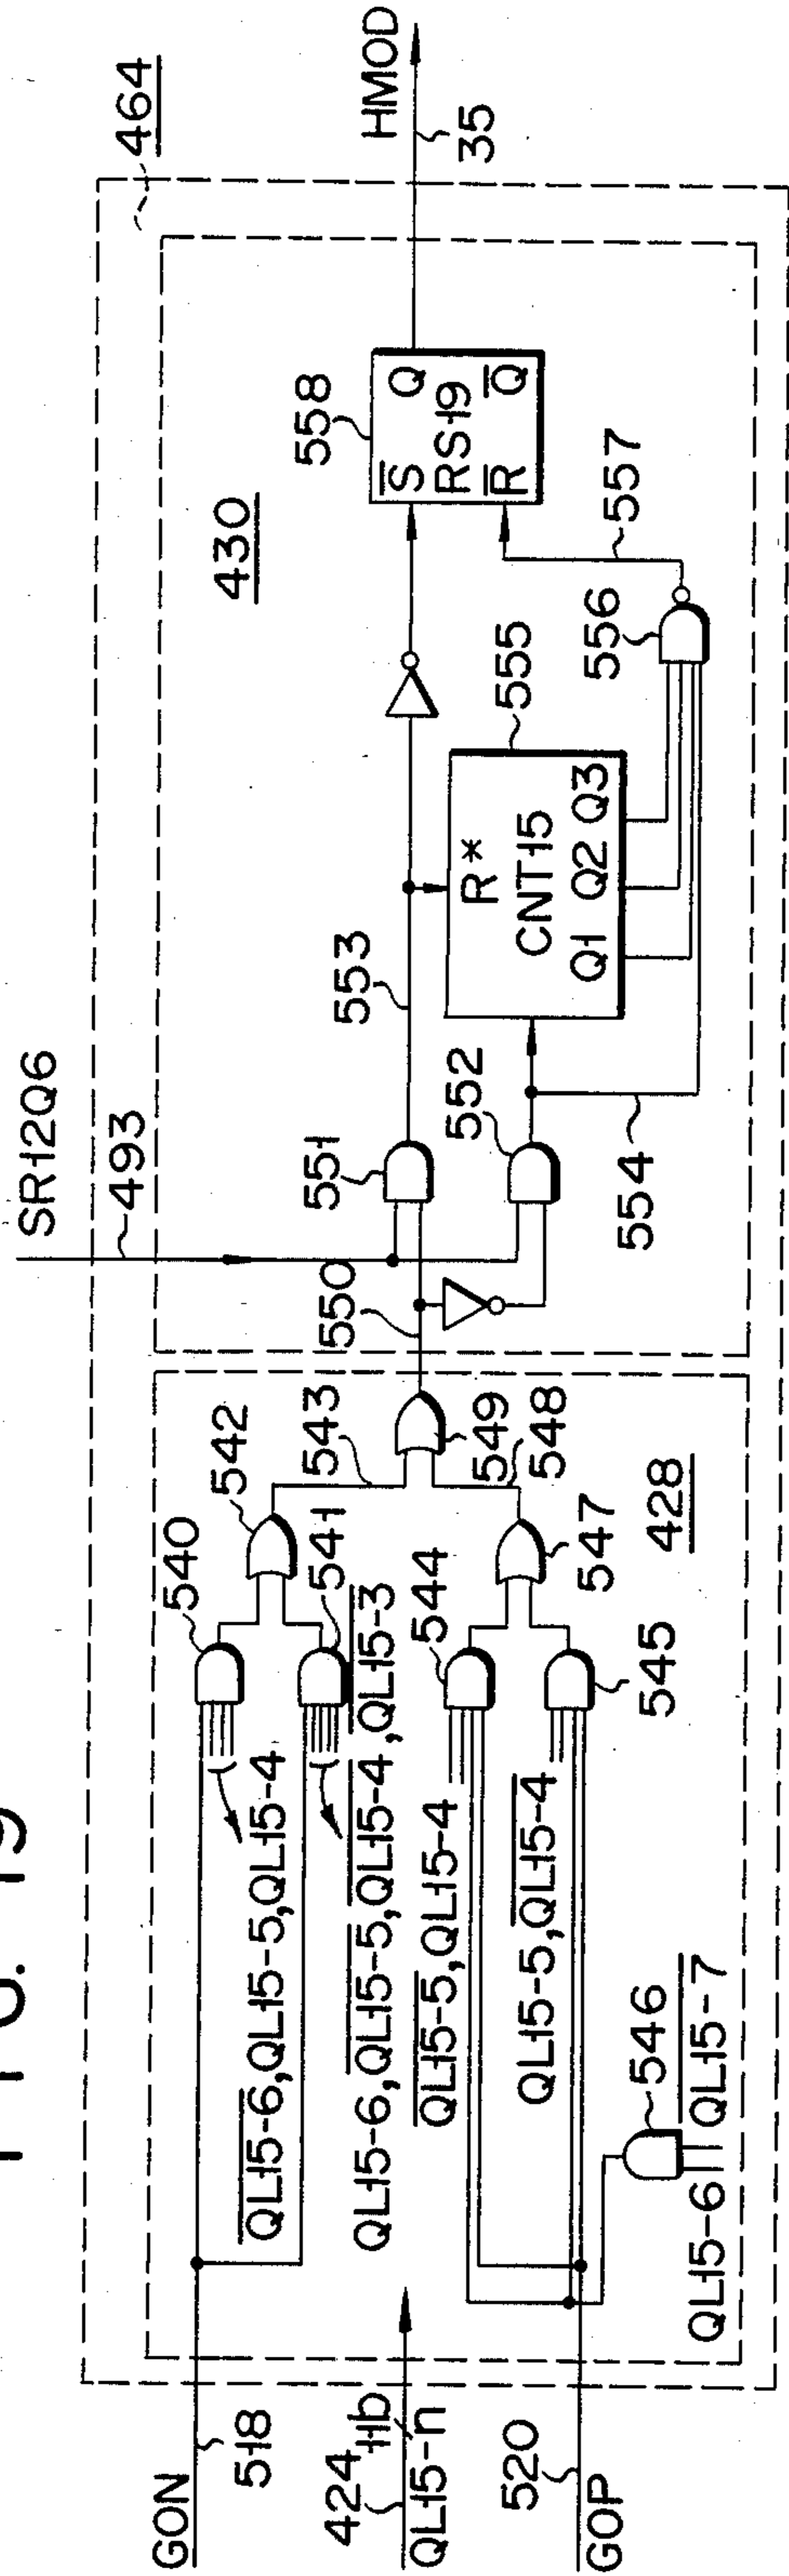 FIG. 19
SR12Q6
493
464
GON
518
540
542
543
541
QL15-6,QL15-5,QL15-4
QL15-6,QL15-5,QL15-4,QL15-3
424
11b
QL15-n
QL15-5,QL15-4
544
547
549
548
QL15-5,QL15-4
545
428
546
QL15-6
QL15-7
520
GOP
550
551
552
553
554
R*
CNT15
Q1 Q2 Q3
555
556
557
430
558
S̅ Q
RS19
R̅ Q̅
HMOD
35